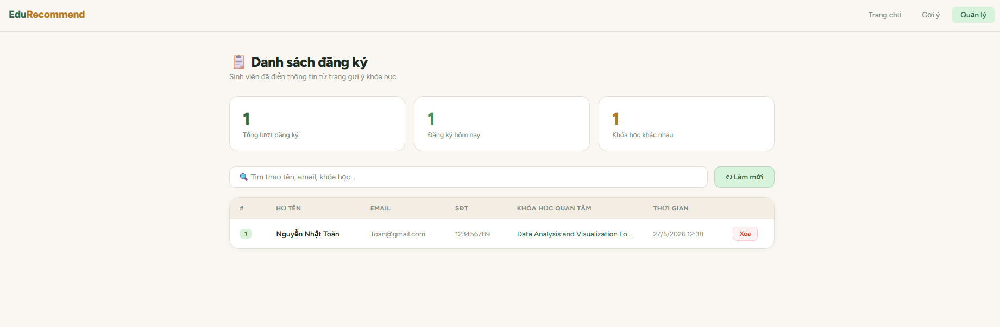 EduRecommend
Trang chủ Gợi ý Quản lý
Danh sách đăng ký
Sinh viên đã điền thông tin từ trang gợi ý khóa học
1 1 1
Tổng lượt đăng ký Đăng ký hôm nay Khóa học khác nhau
Tìm theo tên, email, khóa học...
↻ Làm mới
# HỌ TÊN EMAIL SĐT KHÓA HỌC QUAN TÂM THỜI GIAN
1 Nguyễn Nhật Toàn Toan@gmail.com 123456789 Data Analysis and Visualization Fo... 27/5/2026 12:38 Xóa